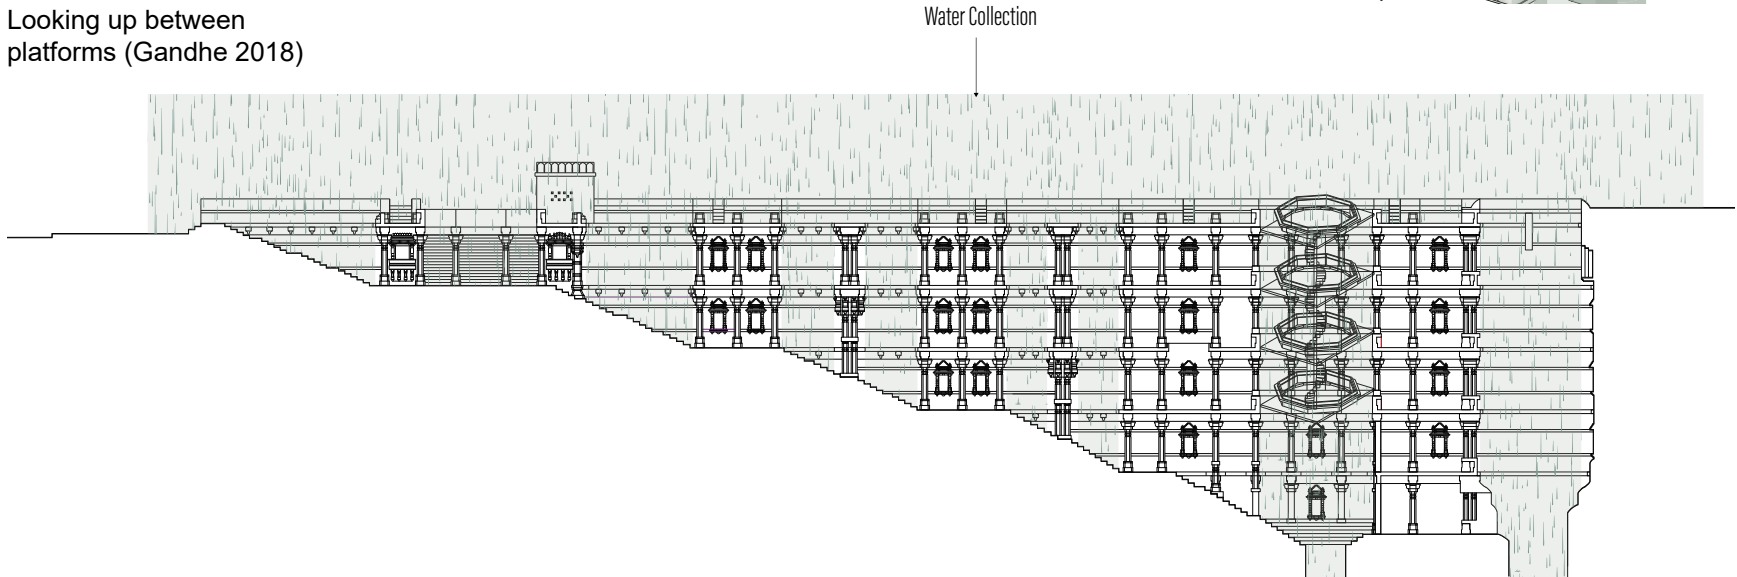 Looking up between
platforms (Gandhe 2018)
Water Collection